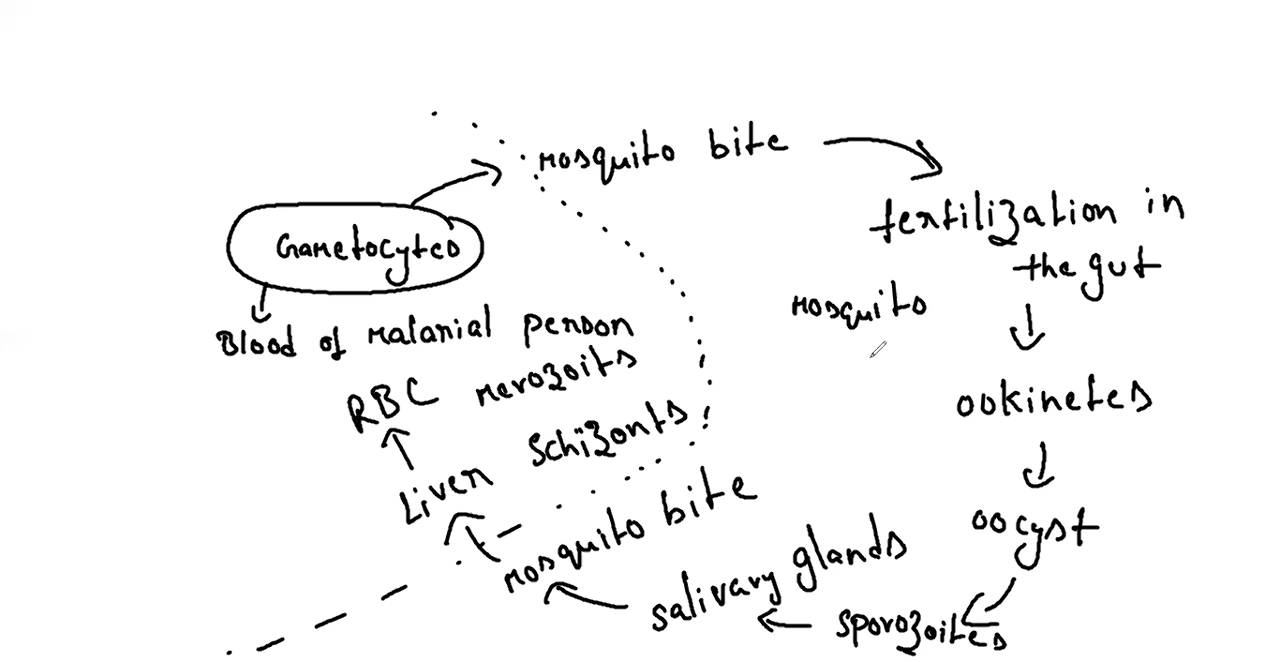 Mosquito bite
fertilization in
the gut
Gametocytes
Blood of malarial person
Mosquito
RBC merozoits
ookinetes
Liver Schizonts
Mosquito bite
oocyst
salivary glands
sporozoites